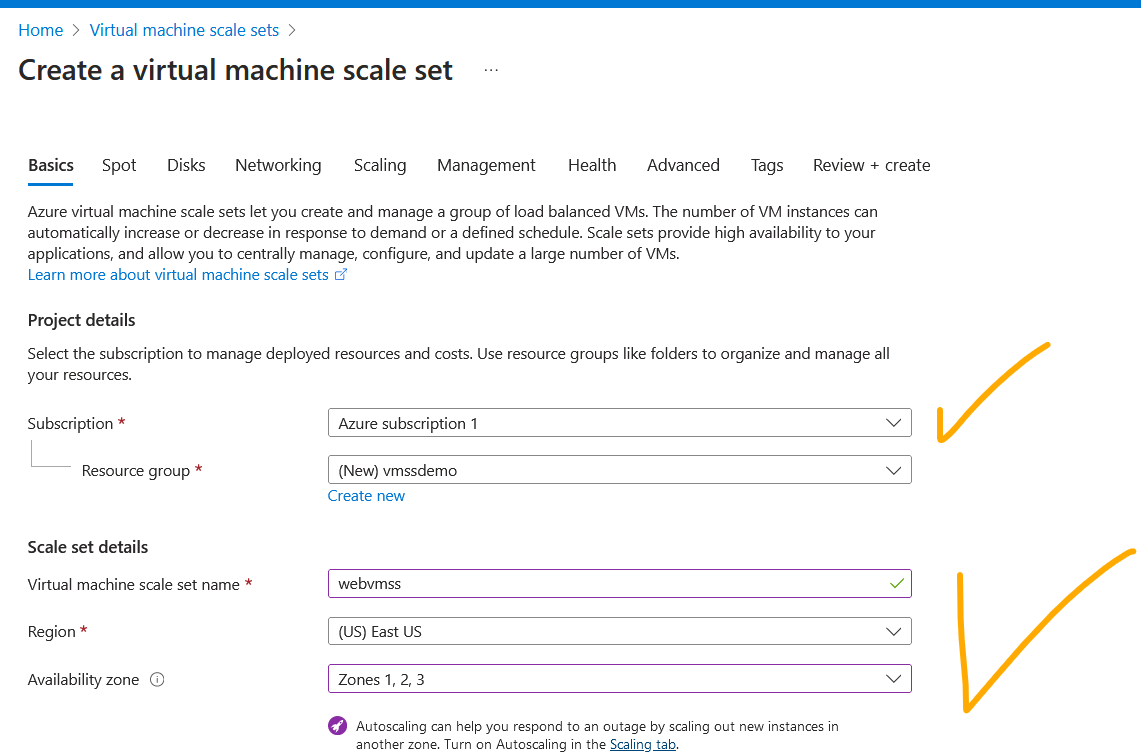 Home > Virtual machine scale sets >
Create a virtual machine scale set ...
Basics Spot Disks Networking Scaling Management Health Advanced Tags Review + create
Azure virtual machine scale sets let you create and manage a group of load balanced VMs. The number of VM instances can
automatically increase or decrease in response to demand or a defined schedule. Scale sets provide high availability to your
applications, and allow you to centrally manage, configure, and update a large number of VMs.
Learn more about virtual machine scale sets
Project details
Select the subscription to manage deployed resources and costs. Use resource groups like folders to organize and manage all
your resources.
Subscription * Azure subscription 1
Resource group * (New) vmssdemo
Create new
Scale set details
Virtual machine scale set name * webvmss
Region * (US) East US
Availability zone Zones 1, 2, 3
Autoscaling can help you respond to an outage by scaling out new instances in
another zone. Turn on Autoscaling in the Scaling tab.